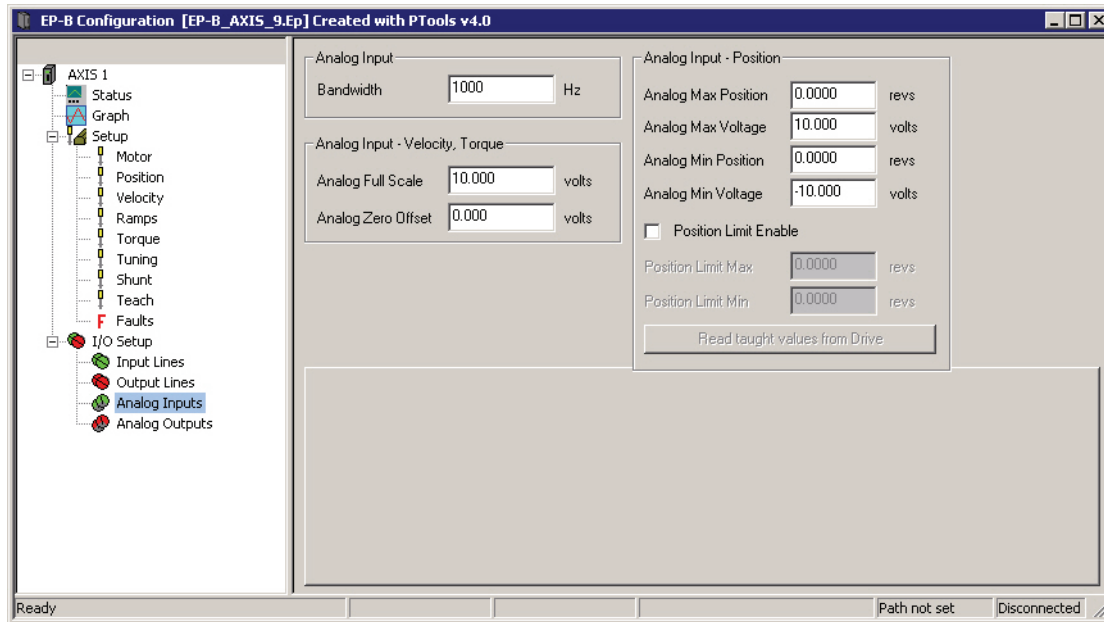 EP-B Configuration [EP-B_AXIS_9.Ep] Created with PTools v4.0
AXIS 1
Status
Graph
Setup
Motor
Position
Velocity
Ramps
Torque
Tuning
Shunt
Teach
F Faults
I/O Setup
Input Lines
Output Lines
Analog Inputs
Analog Outputs
Analog Input
Bandwidth 1000 Hz
Analog Input - Velocity, Torque
Analog Full Scale 10.000 volts
Analog Zero Offset 0.000 volts
Analog Input - Position
Analog Max Position 0.0000 revs
Analog Max Voltage 10.000 volts
Analog Min Position 0.0000 revs
Analog Min Voltage -10.000 volts
Position Limit Enable
Position Limit Max 0.0000 revs
Position Limit Min 0.0000 revs
Read taught values from Drive
Ready Path not set Disconnected